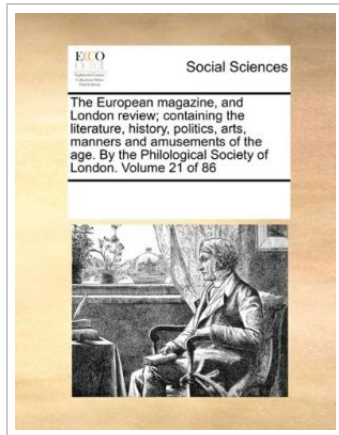 ECCO
Social Sciences
The European magazine, and
London review; containing the
literature, history, politics, arts,
manners and amusements of the
age. By the Philological Society of
London. Volume 21 of 86